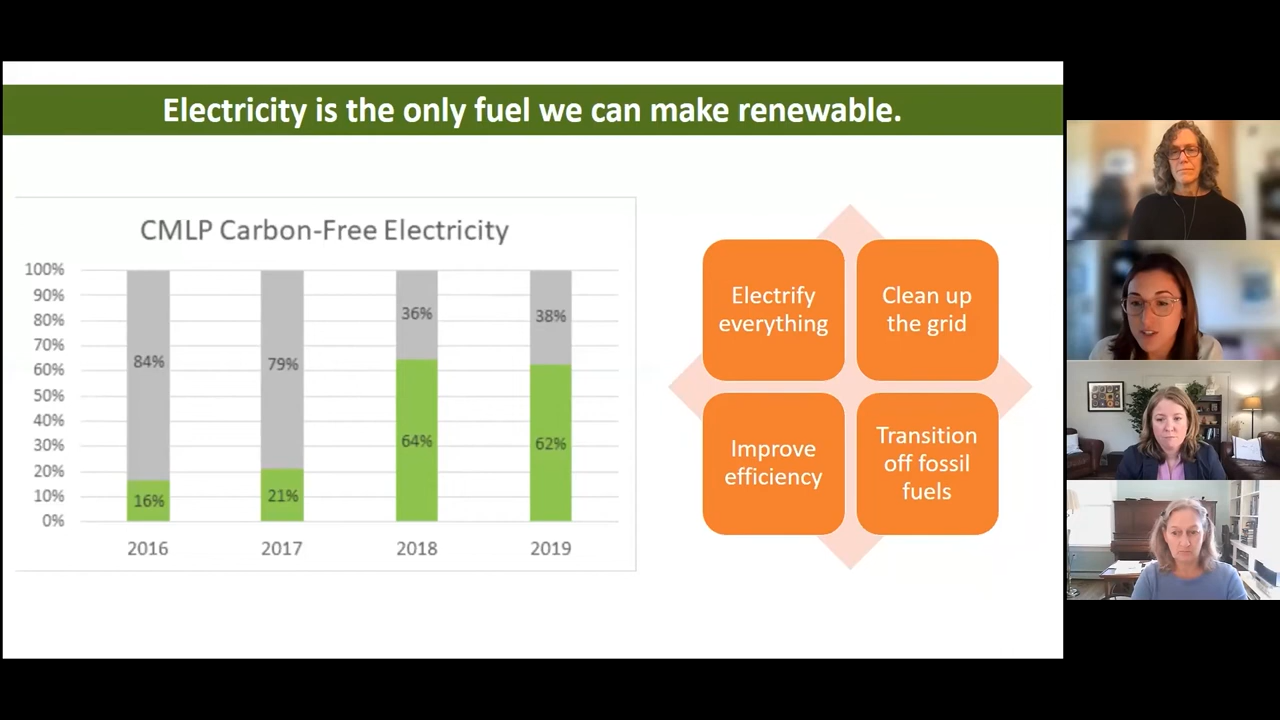 Electricity is the only fuel we can make renewable.
CMLP Carbon-Free Electricity
100%
90%
80%
70%
60%
50%
40%
30%
20%
10%
0%
84%
79%
36%
38%
16%
21%
64%
62%
2016
2017
2018
2019
Electrify
everything
Clean up
the grid
Improve
efficiency
Transition
off fossil
fuels